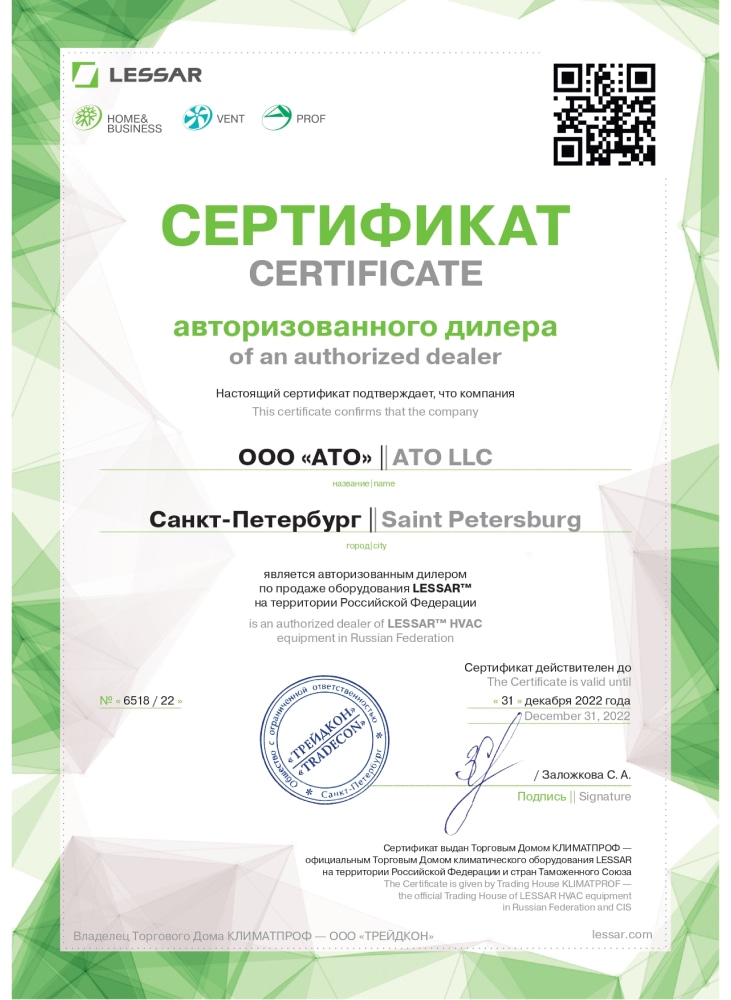 LESSAR
HOME&
BUSINESS
VENT
PROF
СЕРТИФИКАТ
CERTIFICATE
авторизованного дилера
of an authorized dealer
Настоящий сертификат подтверждает, что компания
This certificate confirms that the company
ООО «АТО» || ATO LLC
название|name
Санкт-Петербург || Saint Petersburg
город|city
является авторизованным дилером
по продаже оборудования LESSAR™
на территории Российской Федерации
is an authorized dealer of LESSAR™ HVAC
equipment in Russian Federation
Сертификат действителен до
The Certificate is valid until
№ « 6518 / 22 »
« 31 » декабря 2022 года
December 31, 2022
Общество с ограниченной ответственностью
«ТРЕЙДКОН»
«TRADECON»
* Санкт-Петербург *
/ Заложкова С. А.
Подпись || Signature
Сертификат выдан Торговым Домом КЛИМАТПРОФ —
официальным Торговым Домом климатического оборудования LESSAR
на территории Российской Федерации и стран Таможенного Союза
The Certificate is given by Trading House KLIMATPROF —
the official Trading House of LESSAR HVAC equipment
in Russian Federation and CIS
Владелец Торгового Дома КЛИМАТПРОФ — ООО «ТРЕЙДКОН»
lessar.com